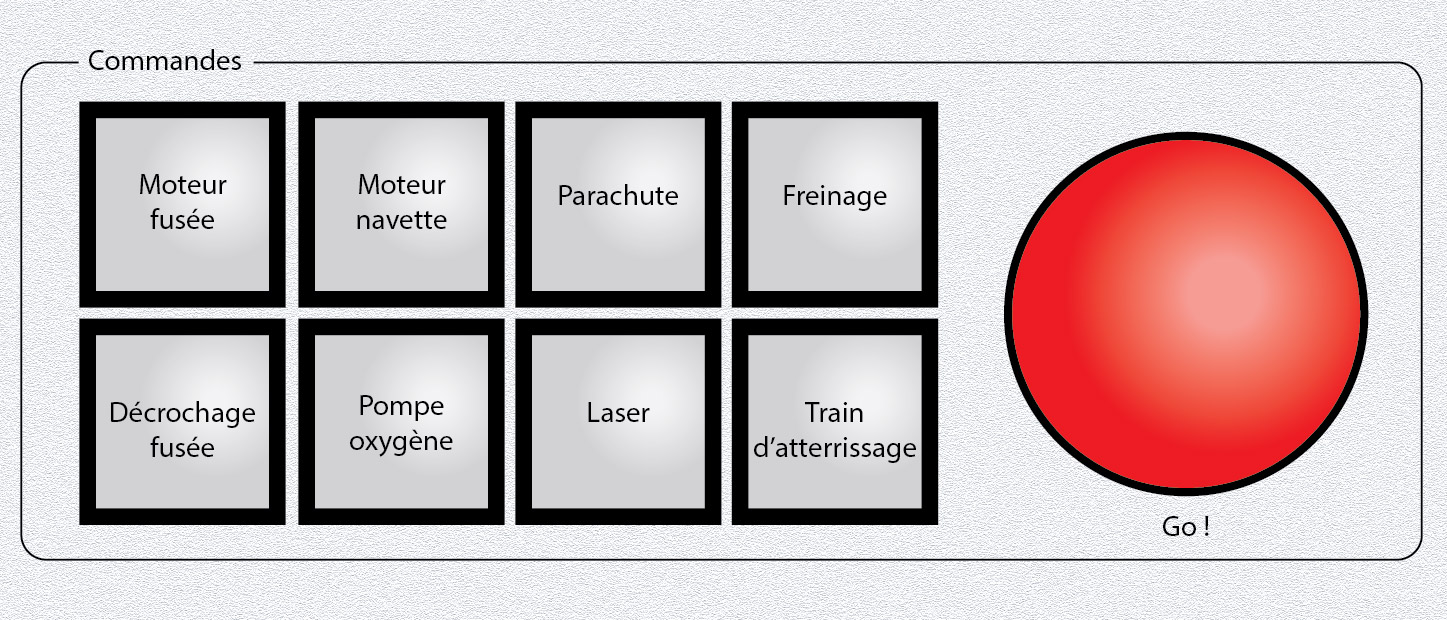 Commandes
Moteur
fusée
Moteur
navette
Parachute
Freinage
Décrochage
fusée
Pompe
oxygène
Laser
Train
d’atterrissage
Go !